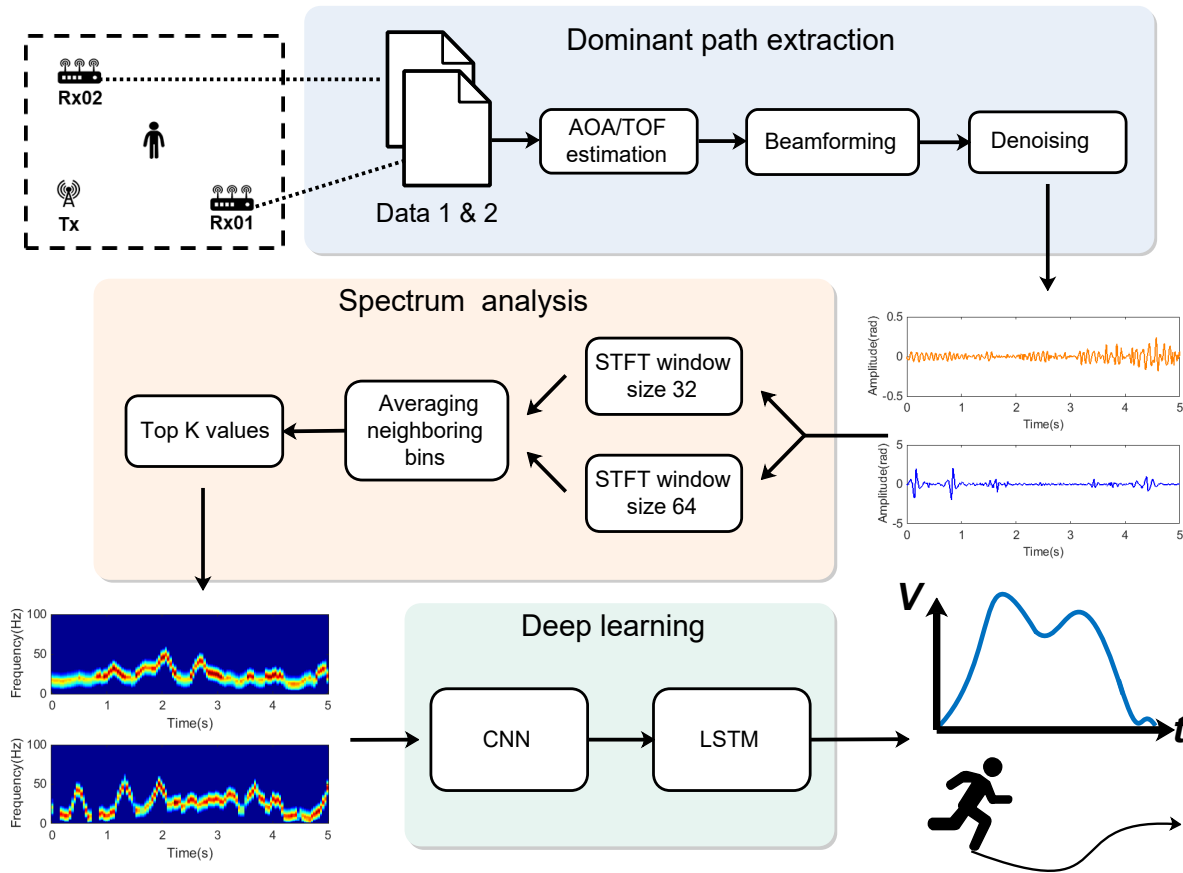 Dominant path extraction
Rx02
Tx
Rx01
Data 1 & 2
AOA/TOF
estimation
Beamforming
Denoising
Spectrum analysis
STFT window
size 32
STFT window
size 64
Averaging
neighboring
bins
Top K values
Amplitude(rad)
0.5
0
-0.5
0 1 2 3 4 5
Time(s)
Amplitude(rad)
5
0
-5
0 1 2 3 4 5
Time(s)
Frequency(Hz)
100
50
0
0 1 2 3 4 5
Time(s)
Frequency(Hz)
100
50
0
0 1 2 3 4 5
Time(s)
Deep learning
CNN
LSTM
V
t